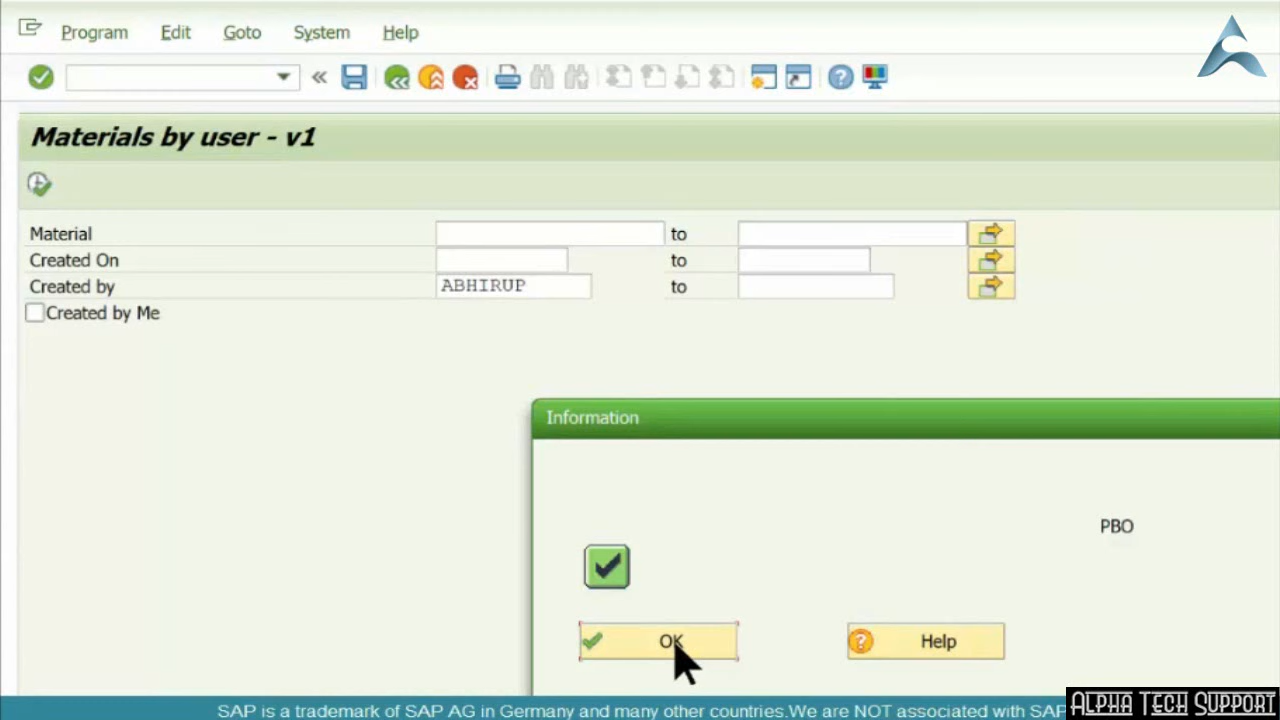 Program Edit Goto System Help
Materials by user - v1
Material to
Created On to
Created by ABHIRUP to
Created by Me
Information
PBO
OK Help
SAP is a trademark of SAP AG in Germany and many other countries.We are NOT associated with SAP
ALPHA TECH SUPPORT